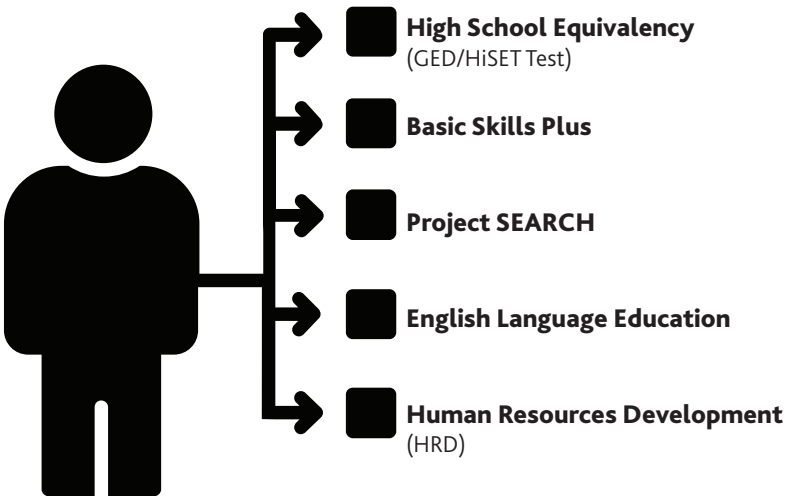 High School Equivalency
(GED/HiSET Test)
Basic Skills Plus
Project SEARCH
English Language Education
Human Resources Development
(HRD)